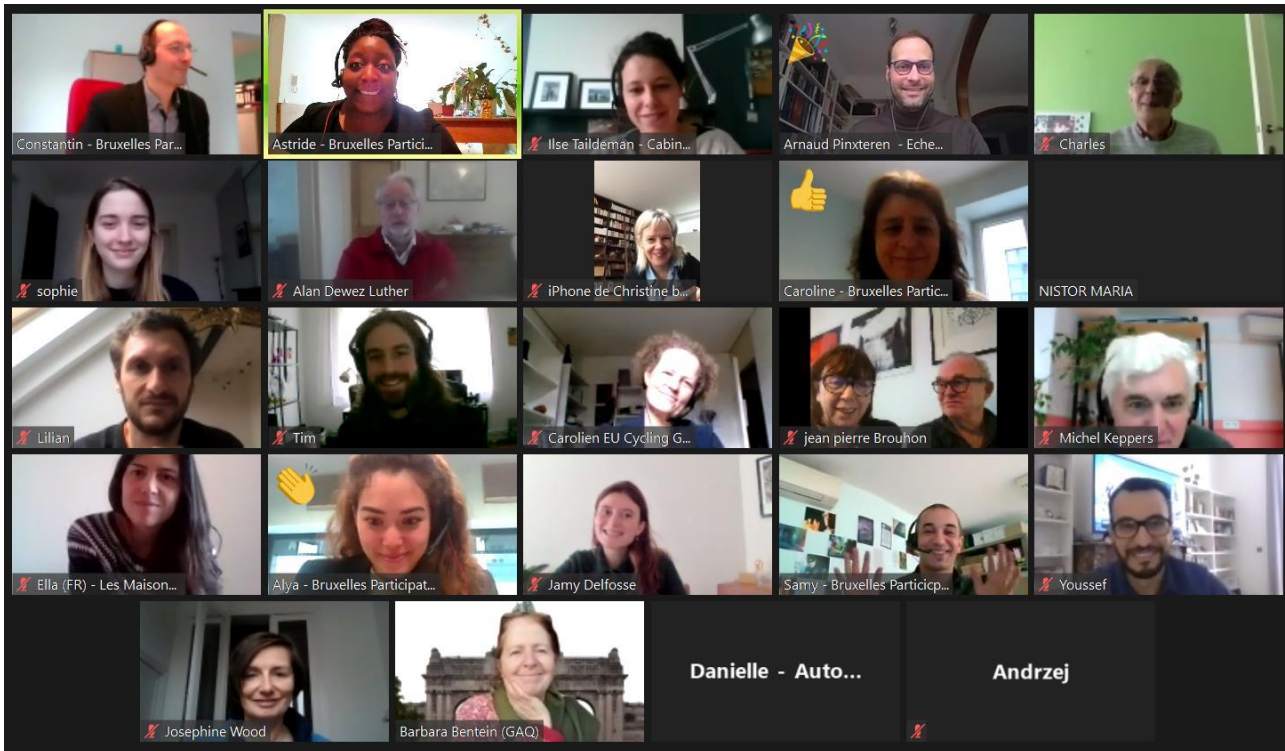 Constantin - Bruxelles Par...
Astride - Bruxelles Partici...
Ilse Taildeman - Cabin...
Arnaud Pinxteren - Eche...
Charles
sophie
Alan Dewez Luther
iPhone de Christine b...
Caroline - Bruxelles Partic...
NISTOR MARIA
Lilian
Tim
Carolien EU Cycling G...
jean pierre Brouhon
Michel Keppers
Ella (FR) - Les Maison...
Alya - Bruxelles Participat...
Jamy Delfosse
Samy - Bruxelles Particicp...
Youssef
Josephine Wood
Barbara Bentein (GAQ)
Danielle - Auto...
Andrzej